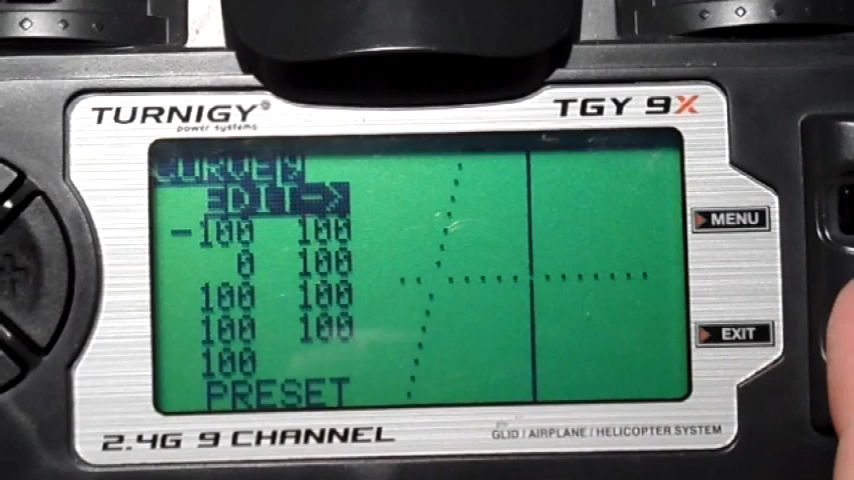 TURNIGY®
power systems
TGY 9X
CURVE 9
EDIT->
-100 100
0 100
100 100
100 100
100
PRESET
MENU
EXIT
2.4G 9 CHANNEL
GLID / AIRPLANE / HELICOPTER SYSTEM